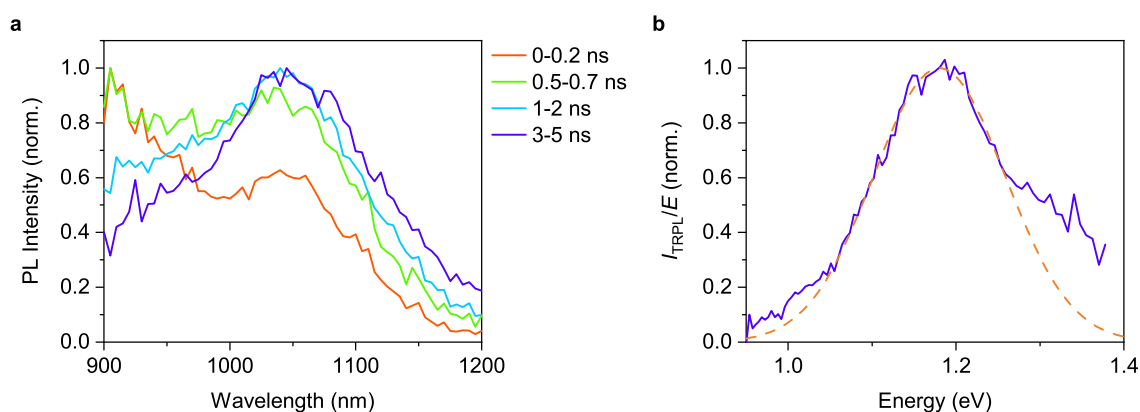 a
PL Intensity (norm.)
1.0
0.8
0.6
0.4
0.2
0.0
900
1000
1100
1200
Wavelength (nm)
0-0.2 ns
0.5-0.7 ns
1-2 ns
3-5 ns
b
I_TRPL/E (norm.)
1.0
0.8
0.6
0.4
0.2
0.0
1.0
1.2
1.4
Energy (eV)